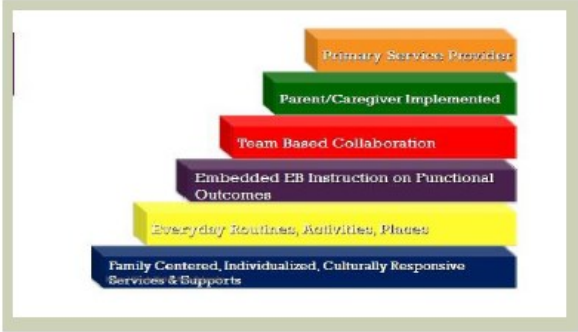 Primary Service Provider
Parent/Caregiver Implemented
Team Based Collaboration
Embedded EB Instruction on Functional
Outcomes
Everyday Routines, Activities, Places
Family Centered, Individualized, Culturally Responsive
Services & Supports